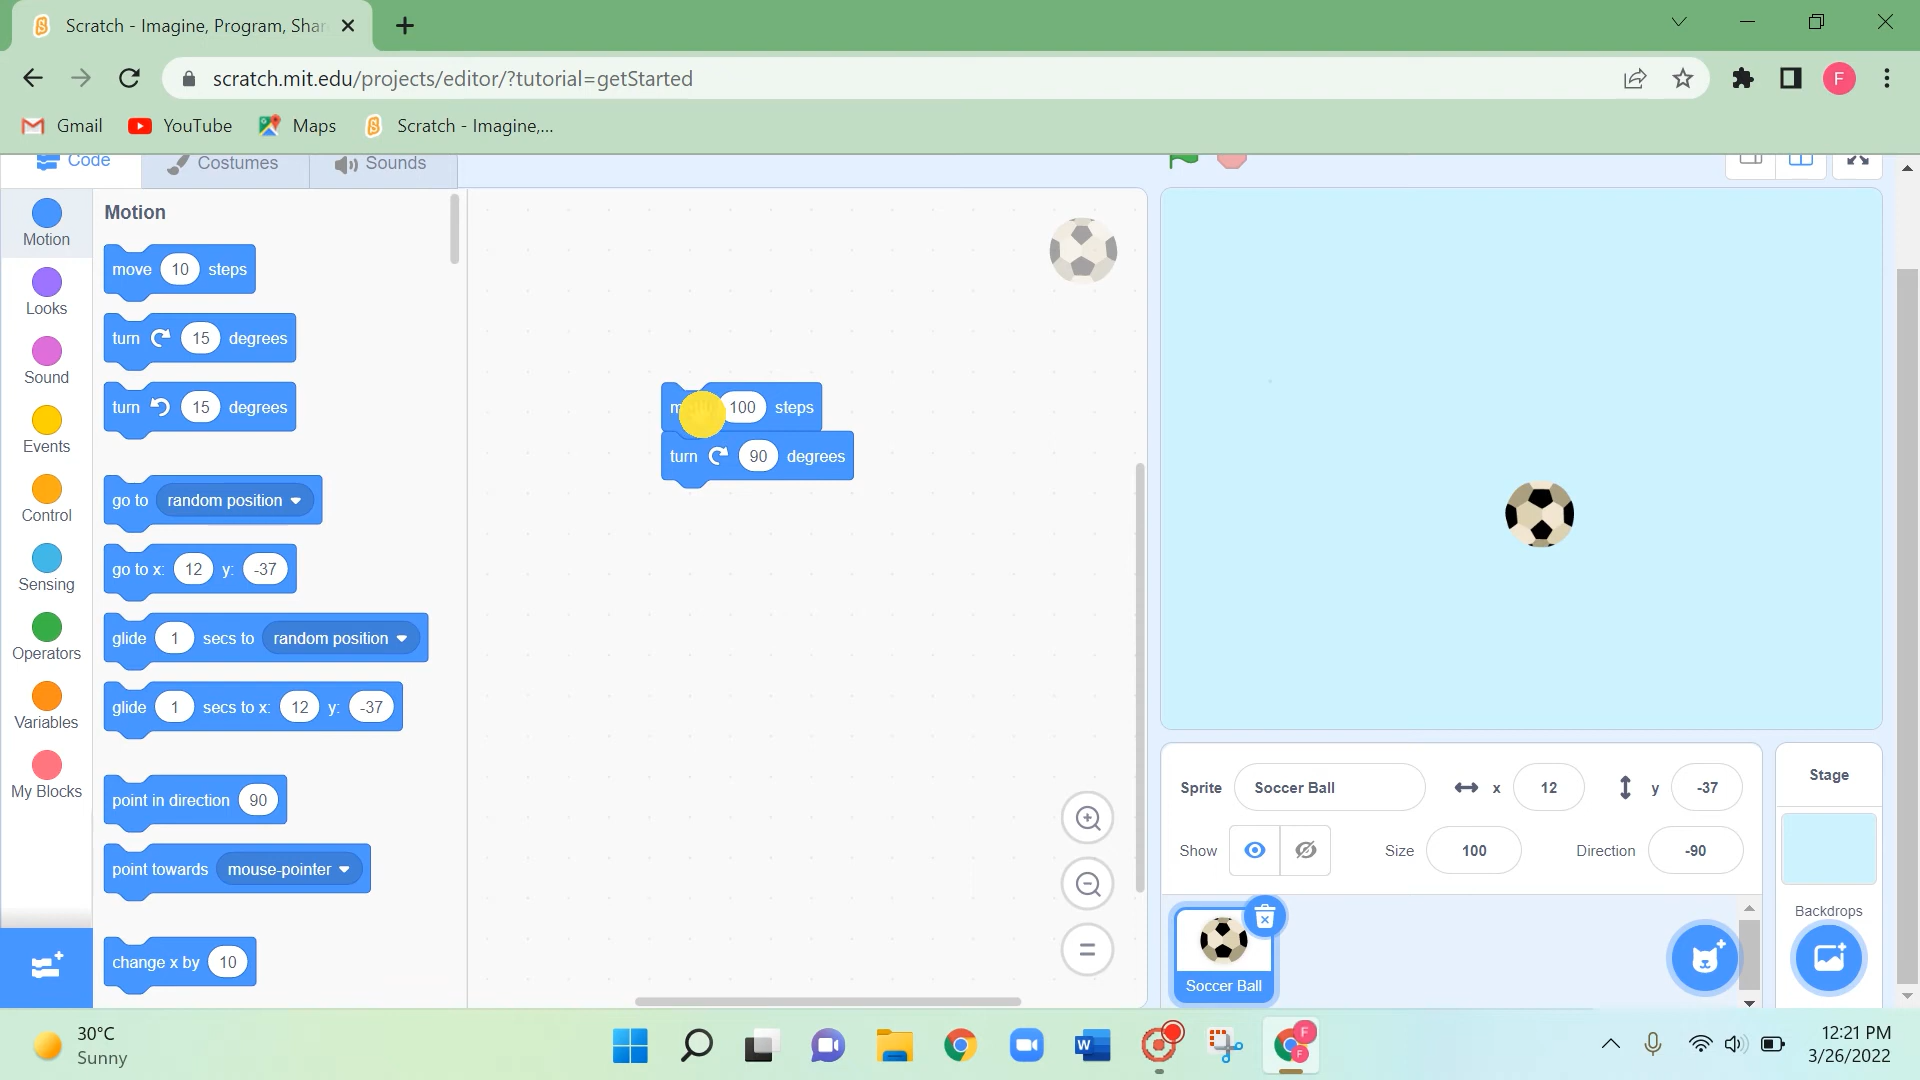 Scratch - Imagine, Program, Shar
scratch.mit.edu/projects/editor/?tutorial=getStarted
F
Gmail YouTube Maps Scratch - Imagine,...
Code Costumes Sounds
Motion
Looks
Sound
Events
Control
Sensing
Operators
Variables
My Blocks
Motion
move 10 steps
turn 15 degrees
turn 15 degrees
go to random position
go to x: 12 y: -37
glide 1 secs to random position
glide 1 secs to x: 12 y: -37
point in direction 90
point towards mouse-pointer
change x by 10
100 steps
turn 90 degrees
Sprite Soccer Ball x 12 y -37
Show Size 100 Direction -90
Soccer Ball
Stage
Backdrops
30°C
Sunny
W
F
F
12:21 PM
3/26/2022